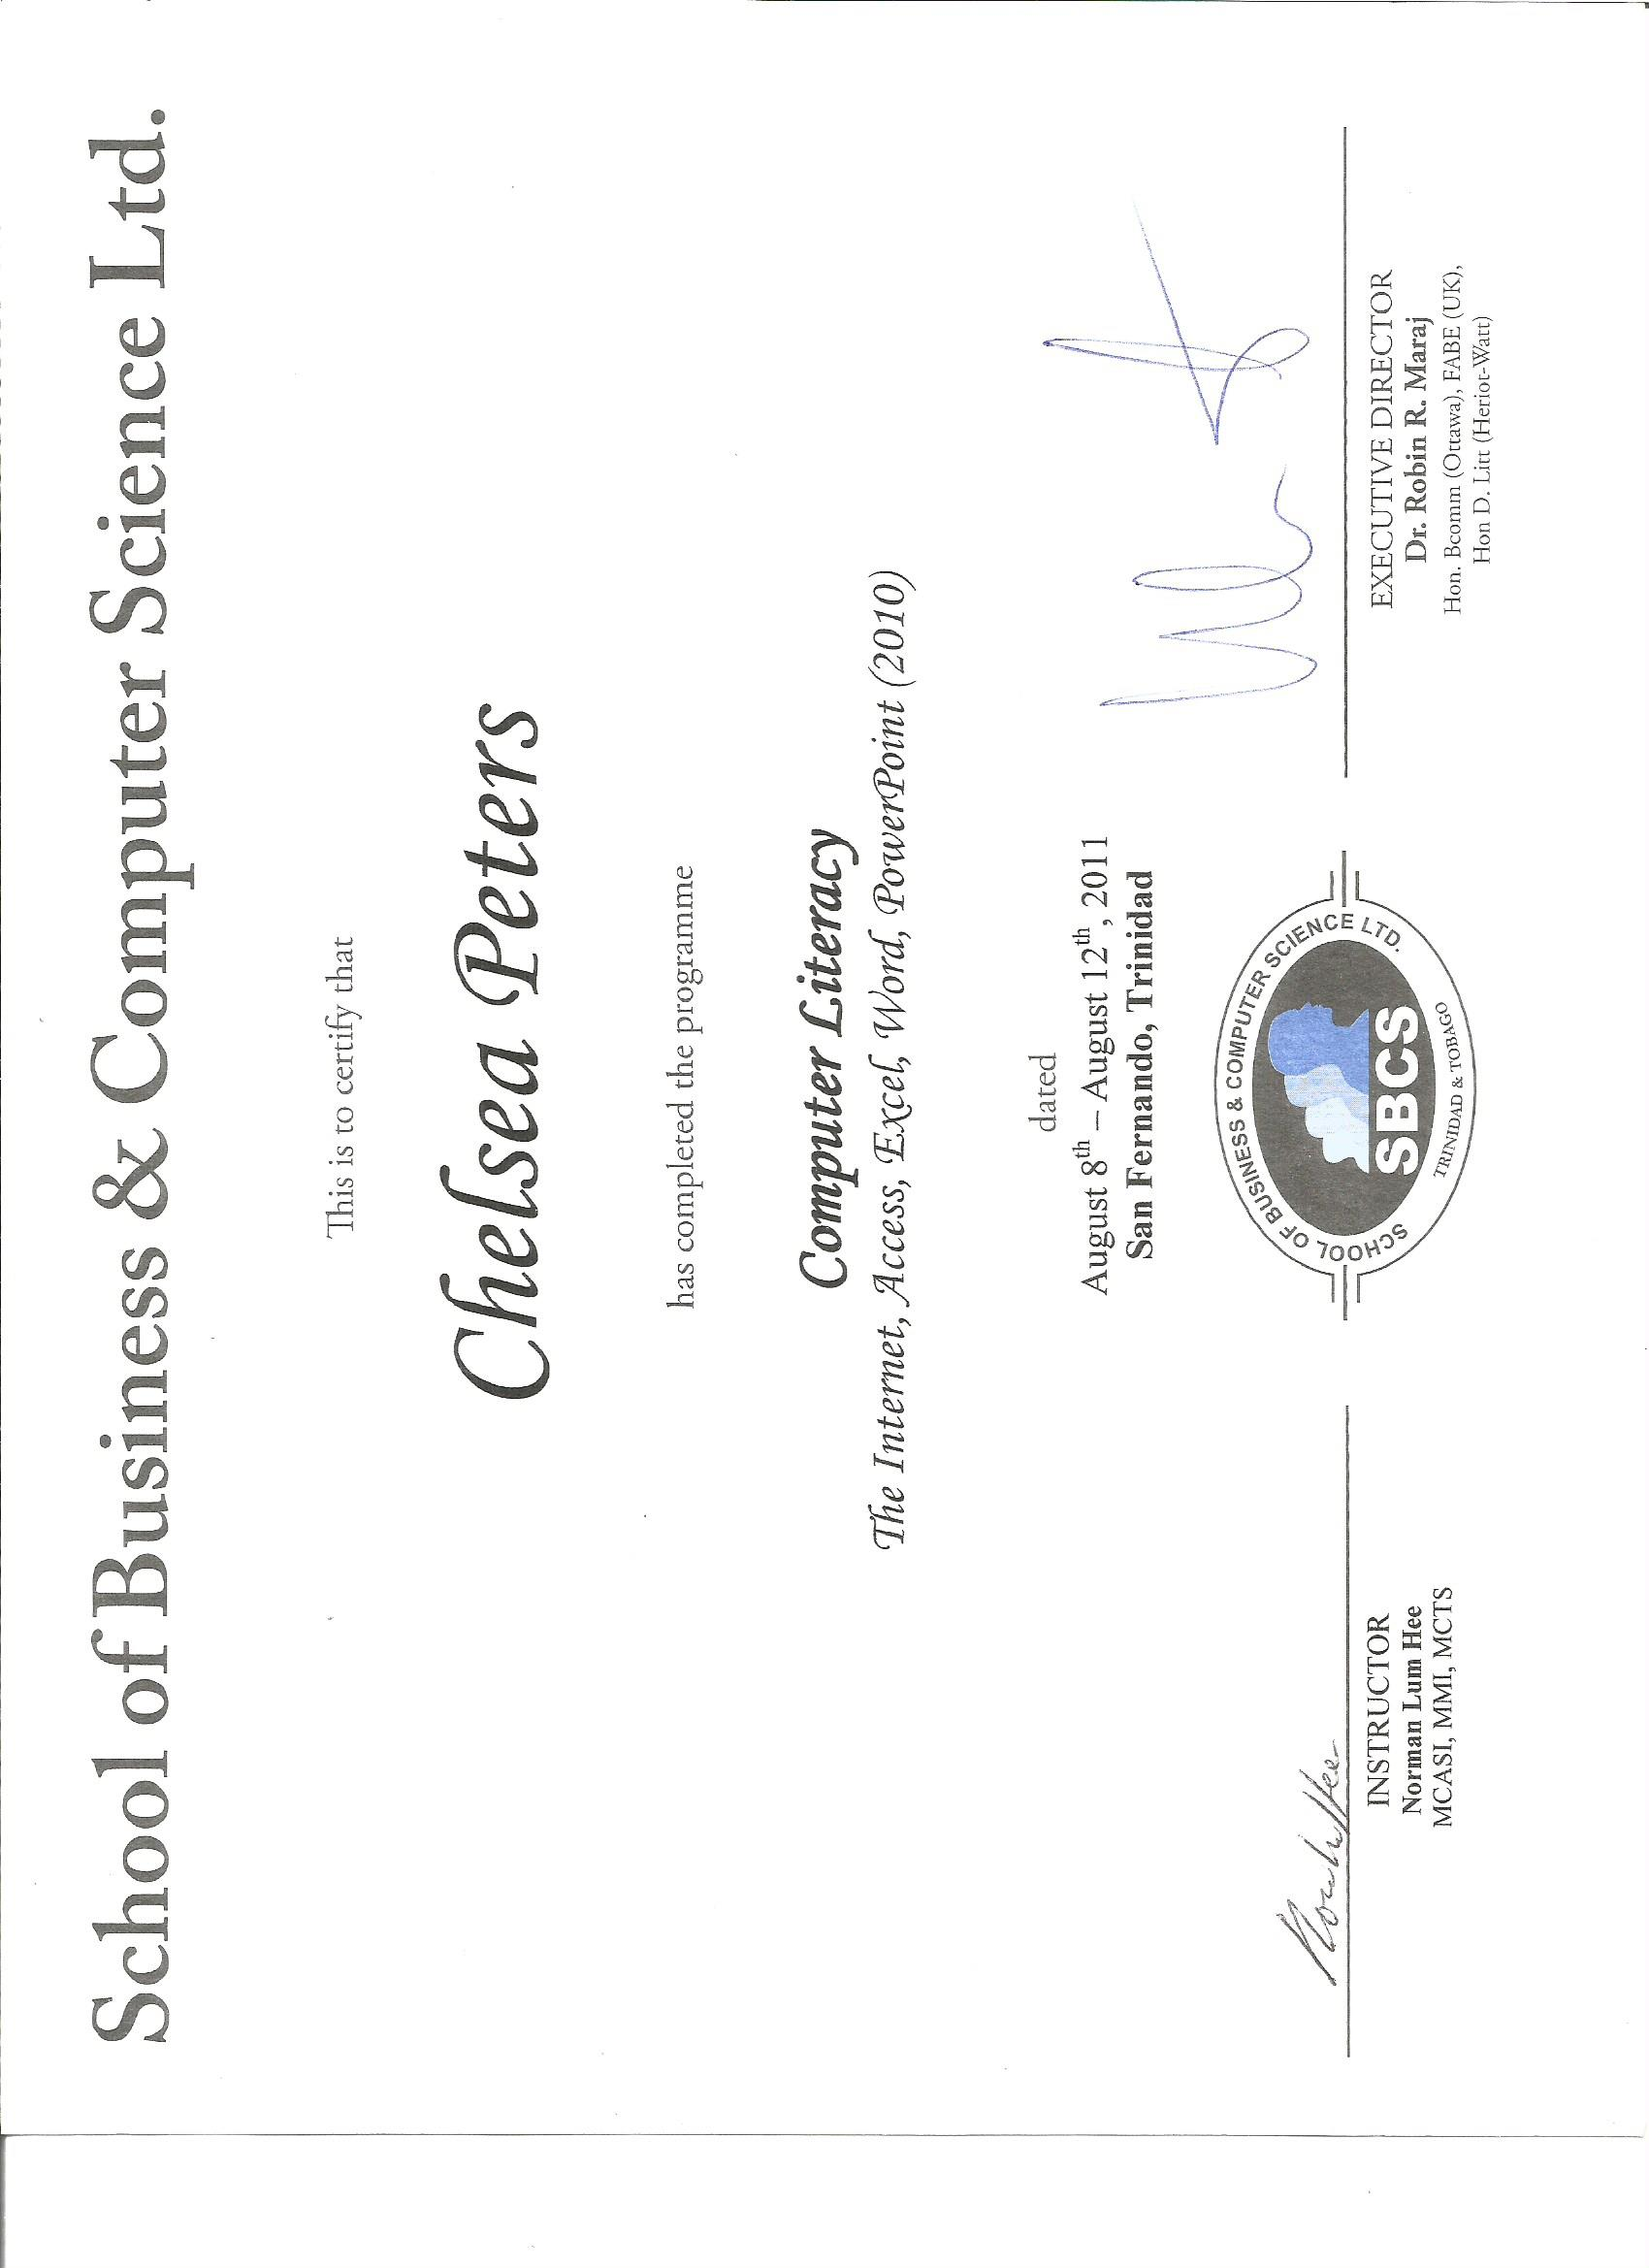 School of Business & Computer Science Ltd.
This is to certify that
Chelsea Peters
has completed the programme
Computer Literacy
The Internet, Access, Excel, Word, PowerPoint (2010)
dated
August 8th – August 12th, 2011
San Fernando, Trinidad
SCHOOL OF BUSINESS & COMPUTER SCIENCE LTD.
SBCS
TRINIDAD & TOBAGO
INSTRUCTOR
Norman Lum Hee
MCASI, MMI, MCTS
EXECUTIVE DIRECTOR
Dr. Robin R. Maraj
Hon. Bcomm (Ottawa), FABE (UK),
Hon D. Litt (Heriot-Watt)